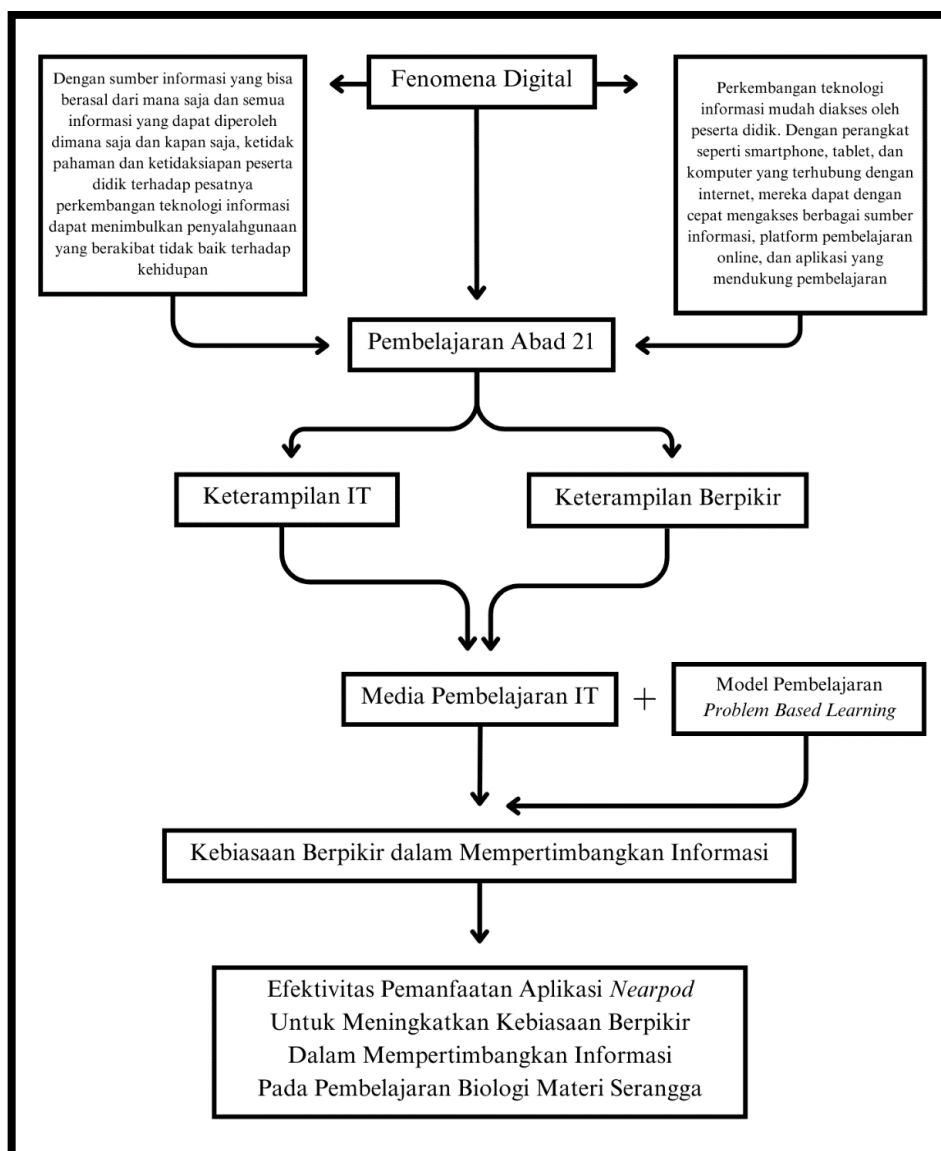 Fenomena Digital
Dengan sumber informasi yang bisa
berasal dari mana saja dan semua
informasi yang dapat diperoleh
dimana saja dan kapan saja, ketidak
pahaman dan ketidaksiapan peserta
didik terhadap pesatnya
perkembangan teknologi informasi
dapat menimbulkan penyalahgunaan
yang berakibat tidak baik terhadap
kehidupan
Perkembangan teknologi
informasi mudah diakses oleh
peserta didik. Dengan perangkat
seperti smartphone, tablet, dan
komputer yang terhubung dengan
internet, mereka dapat dengan
cepat mengakses berbagai sumber
informasi, platform pembelajaran
online, dan aplikasi yang
mendukung pembelajaran
Pembelajaran Abad 21
Keterampilan IT
Keterampilan Berpikir
Media Pembelajaran IT
+
Model Pembelajaran
Problem Based Learning
Kebiasaan Berpikir dalam Mempertimbangkan Informasi
Efektivitas Pemanfaatan Aplikasi Nearpod
Untuk Meningkatkan Kebiasaan Berpikir
Dalam Mempertimbangkan Informasi
Pada Pembelajaran Biologi Materi Serangga